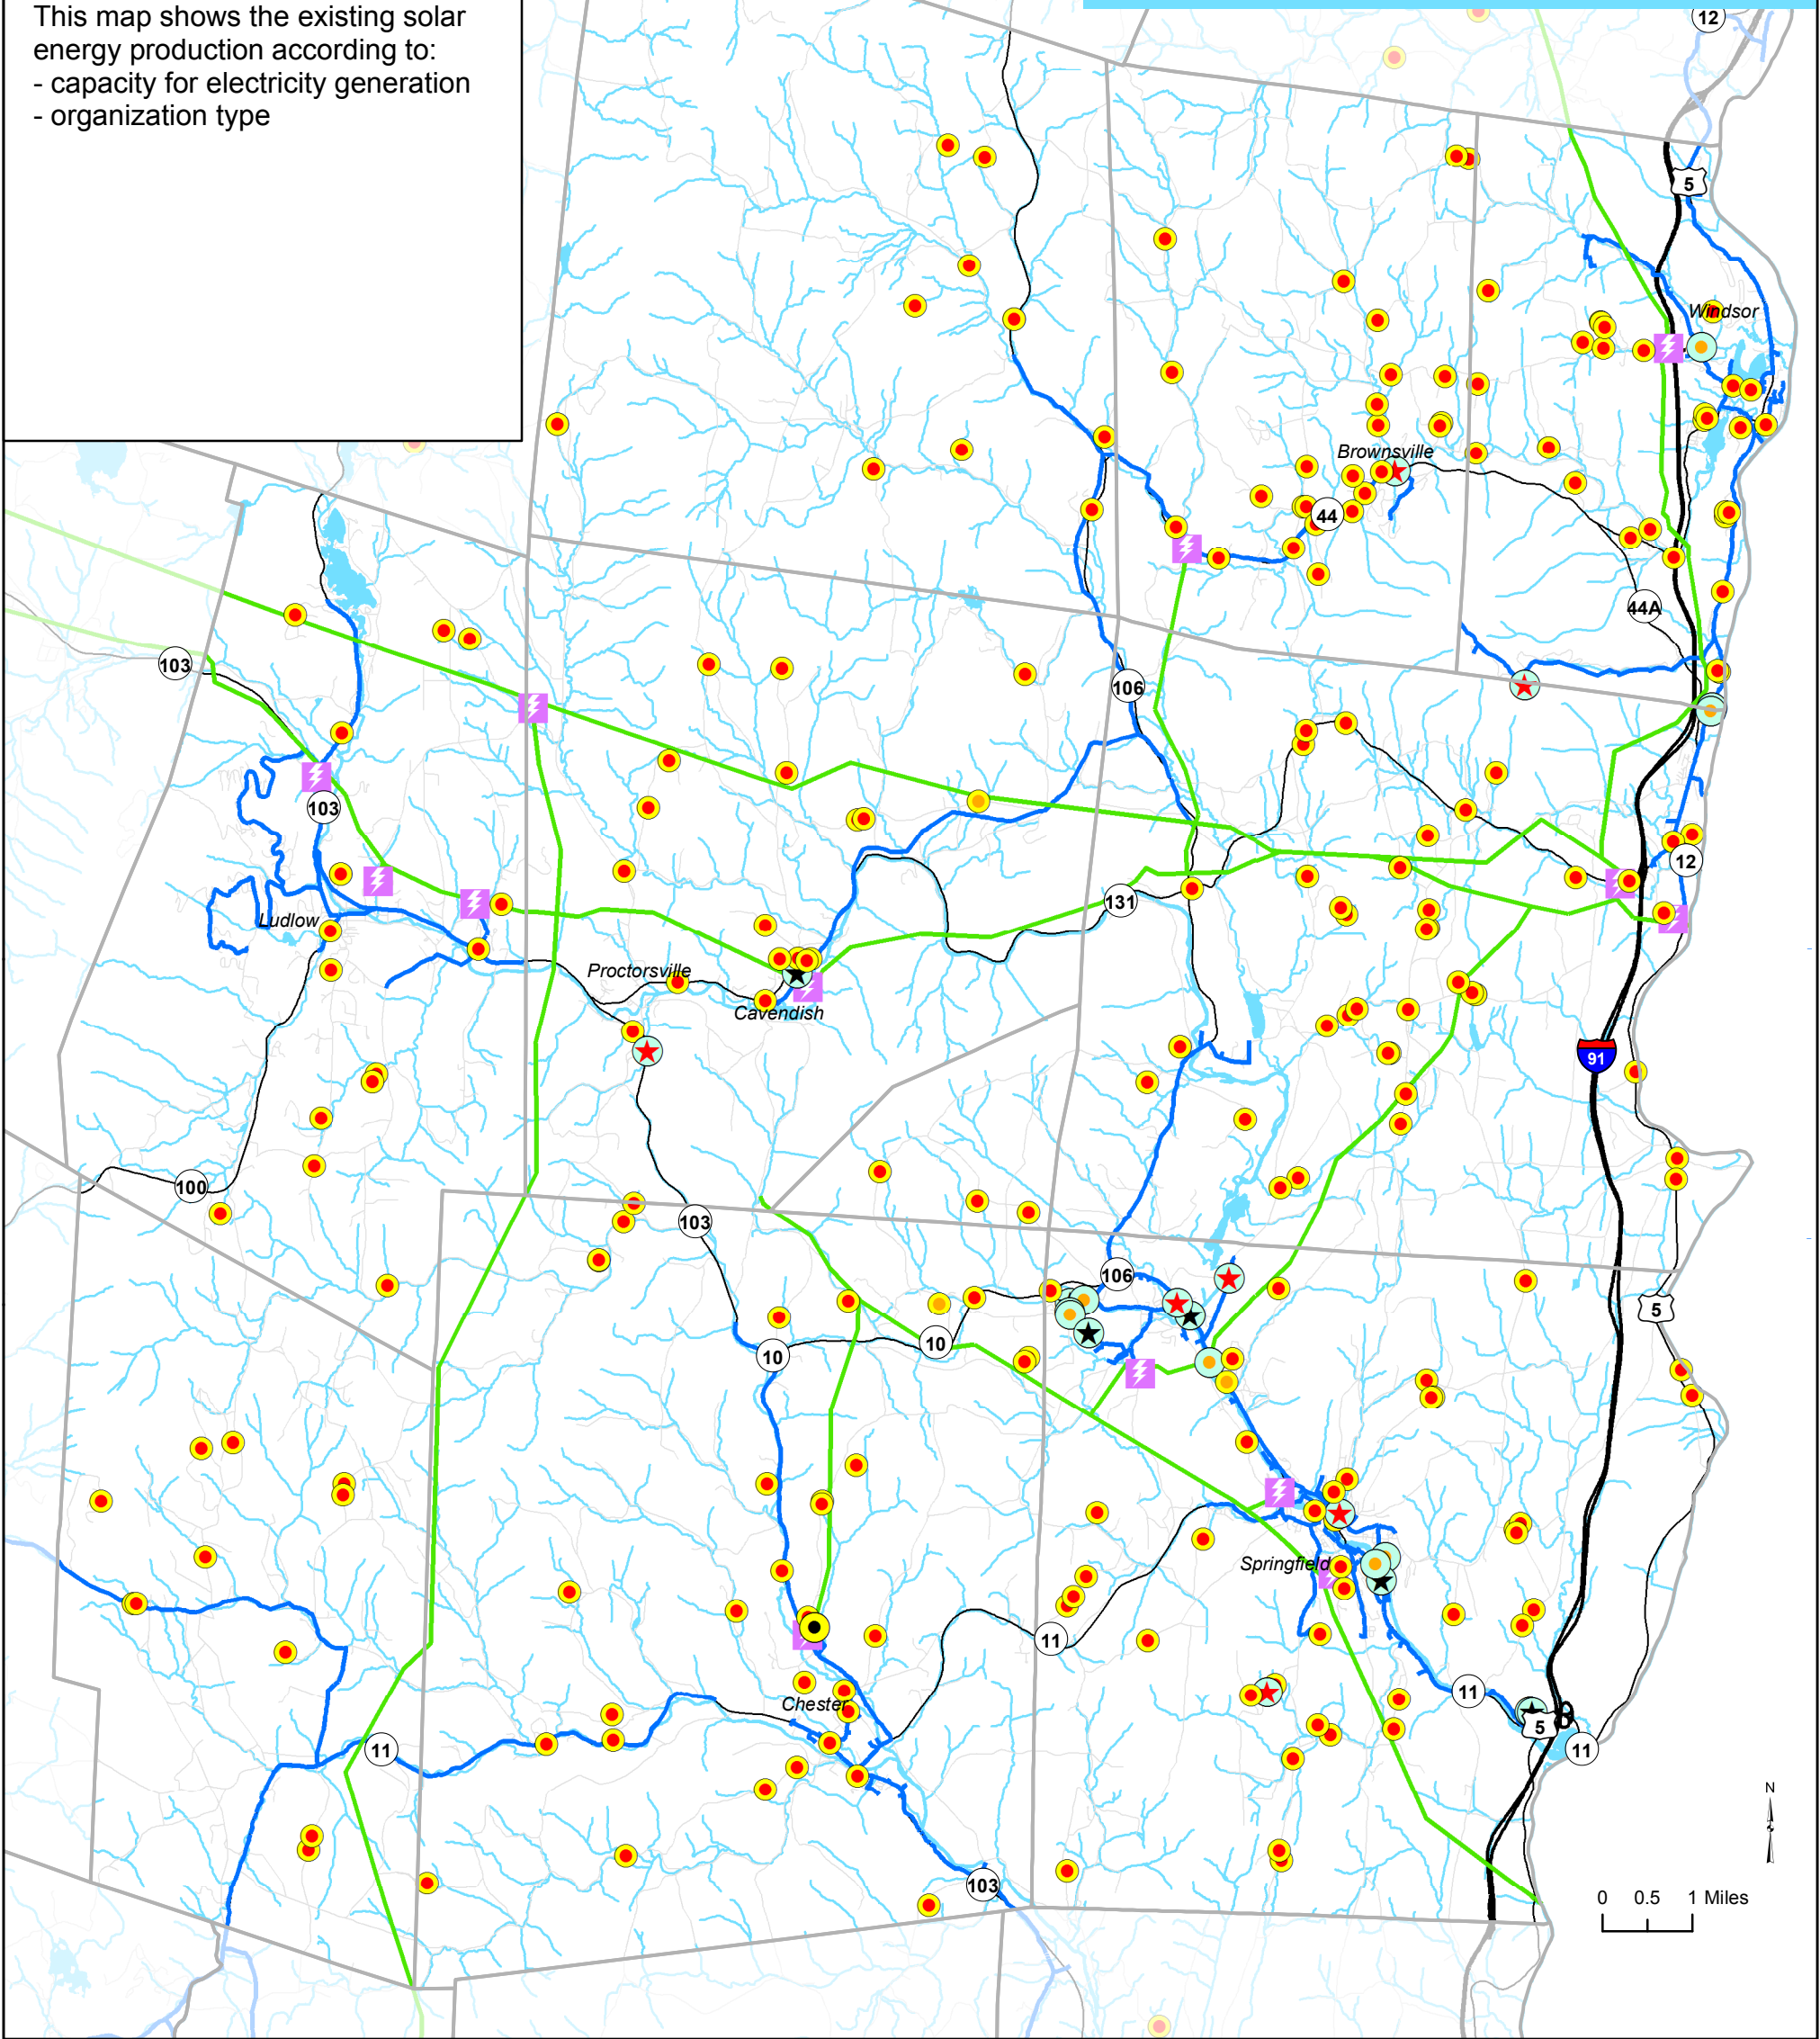 This map shows the existing solar
energy production according to:
- capacity for electricity generation
- organization type
12
5
Windsor
Brownsville
44
44A
103
106
103
12
131
Ludlow
Proctorsville
Cavendish
91
100
103
106
5
10
10
Springfield
11
11
Chester
5
11
11
N
0 0.5 1 Miles
103